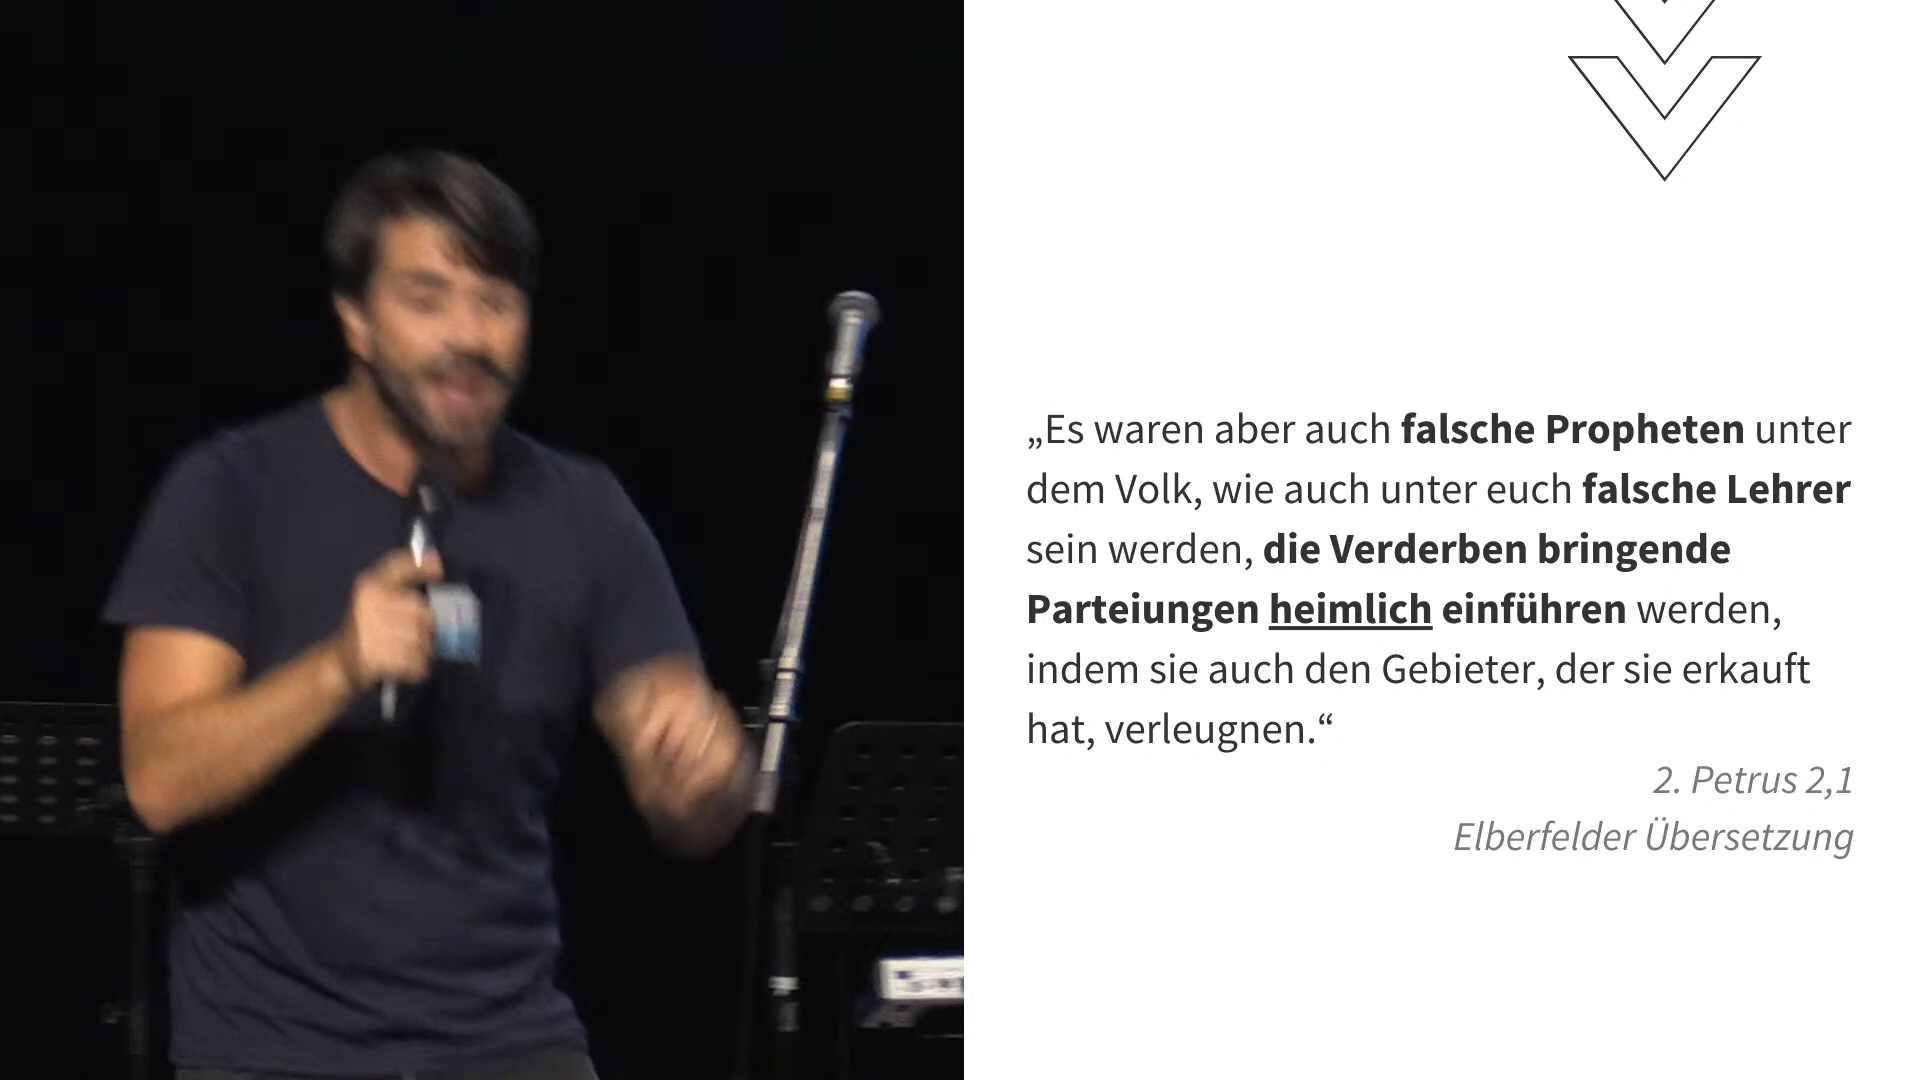 „Es waren aber auch falsche Propheten unter
dem Volk, wie auch unter euch falsche Lehrer
sein werden, die Verderben bringende
Parteiungen heimlich einführen werden,
indem sie auch den Gebieter, der sie erkauft
hat, verleugnen.“
2. Petrus 2,1
Elberfelder Übersetzung